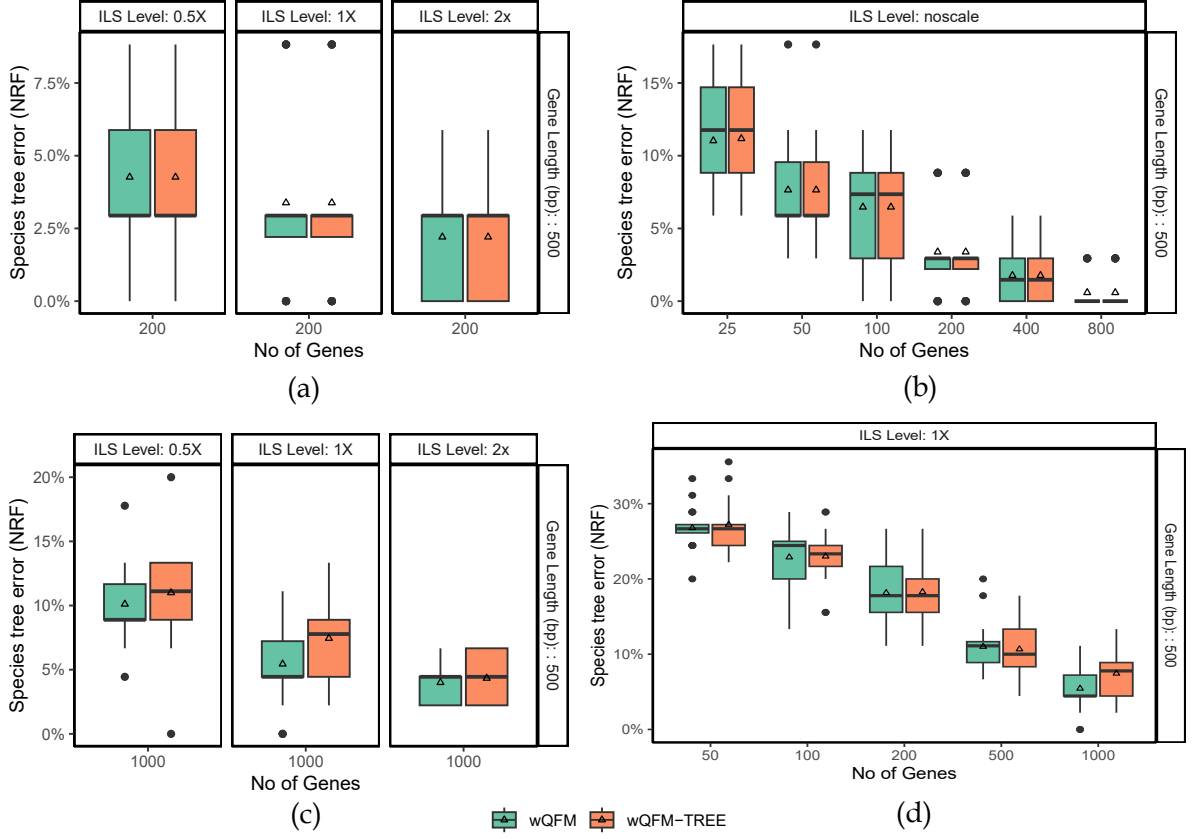 ILS Level: 0.5X
ILS Level: 1X
ILS Level: 2x
Species tree error (NRF)
7.5%
5.0%
2.5%
0.0%
200
200
200
No of Genes
Gene Length (bp): : 500
(a)
ILS Level: noscale
Species tree error (NRF)
15%
10%
5%
0%
25 50 100 200 400 800
No of Genes
Gene Length (bp): : 500
(b)
ILS Level: 0.5X
ILS Level: 1X
ILS Level: 2x
Species tree error (NRF)
20%
15%
10%
5%
0%
1000
1000
1000
No of Genes
Gene Length (bp): : 500
(c)
ILS Level: 1X
Species tree error (NRF)
30%
20%
10%
0%
50 100 200 500 1000
No of Genes
Gene Length (bp): : 500
(d)
wQFM wQFM−TREE